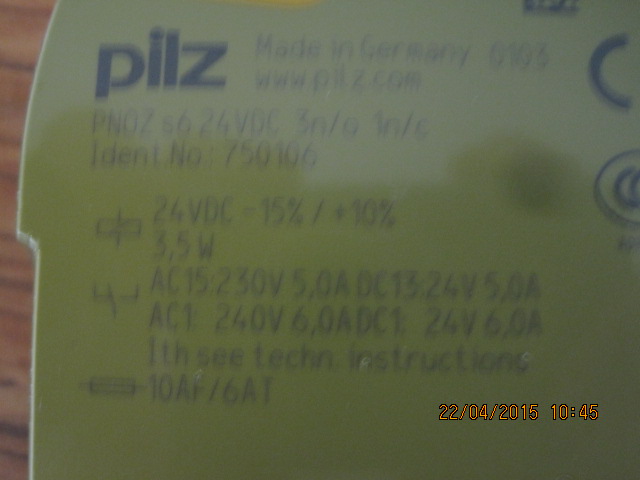 pilz
Made in Germany 0103
www.pilz.com
PNOZ s6 24VDC 3n/o 1n/c
Ident.No.: 750106
24VDC -15% / +10%
3,5 W
AC15:230V 5,0A DC13:24V 5,0A
AC1: 240V 6,0A DC1: 24V 6,0A
Ith see techn. instructions
10AF/6AT
22/04/2015 10:45